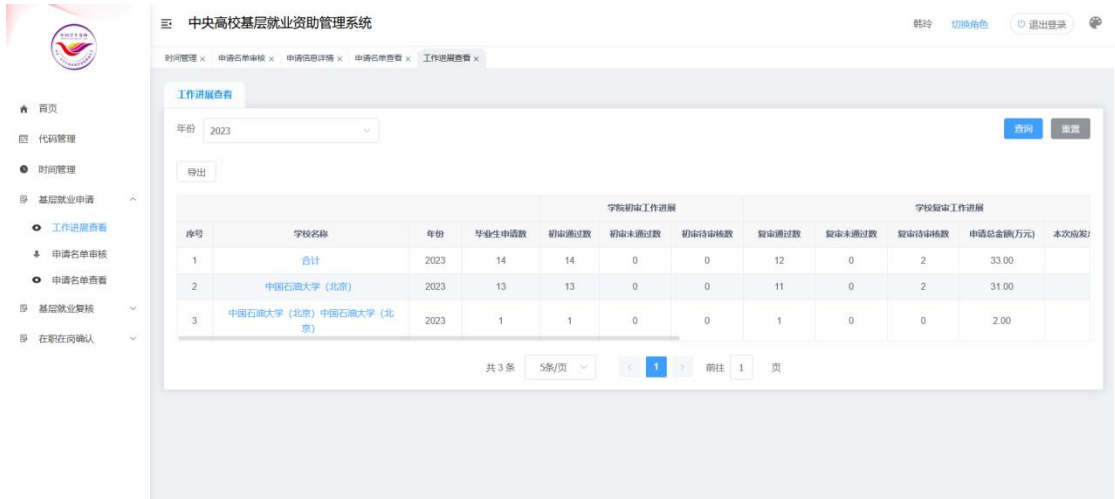 中央高校基层就业资助管理系统
韩玲 切换角色 退出登录
时间管理 × 申请名单审核 × 申请信息详情 × 申请名单查看 × 工作进展查看 ×
首页
代码管理
时间管理
基层就业申请
工作进展查看
申请名单审核
申请名单查看
基层就业复核
在职在岗确认
工作进展查看
年份 2023 查询 重置
导出
学院初审工作进展 学校复审工作进展
序号 学校名称 年份 毕业生申请数 初审通过数 初审未通过数 初审待审核数 复审通过数 复审未通过数 复审待审核数 申请总金额(万元) 本次应发
1 合计 2023 14 14 0 0 12 0 2 33.00
2 中国石油大学（北京） 2023 13 13 0 0 11 0 2 31.00
3 中国石油大学（北京）中国石油大学（北 2023 1 1 0 0 1 0 0 2.00
京）
共 3 条 5条/页 1 前往 1 页